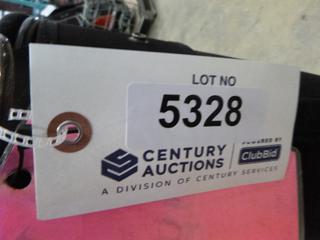 LOT NO
5328
CENTURY
AUCTIONS
POWERED BY
ClubBid
A DIVISION OF CENTURY SERVICES